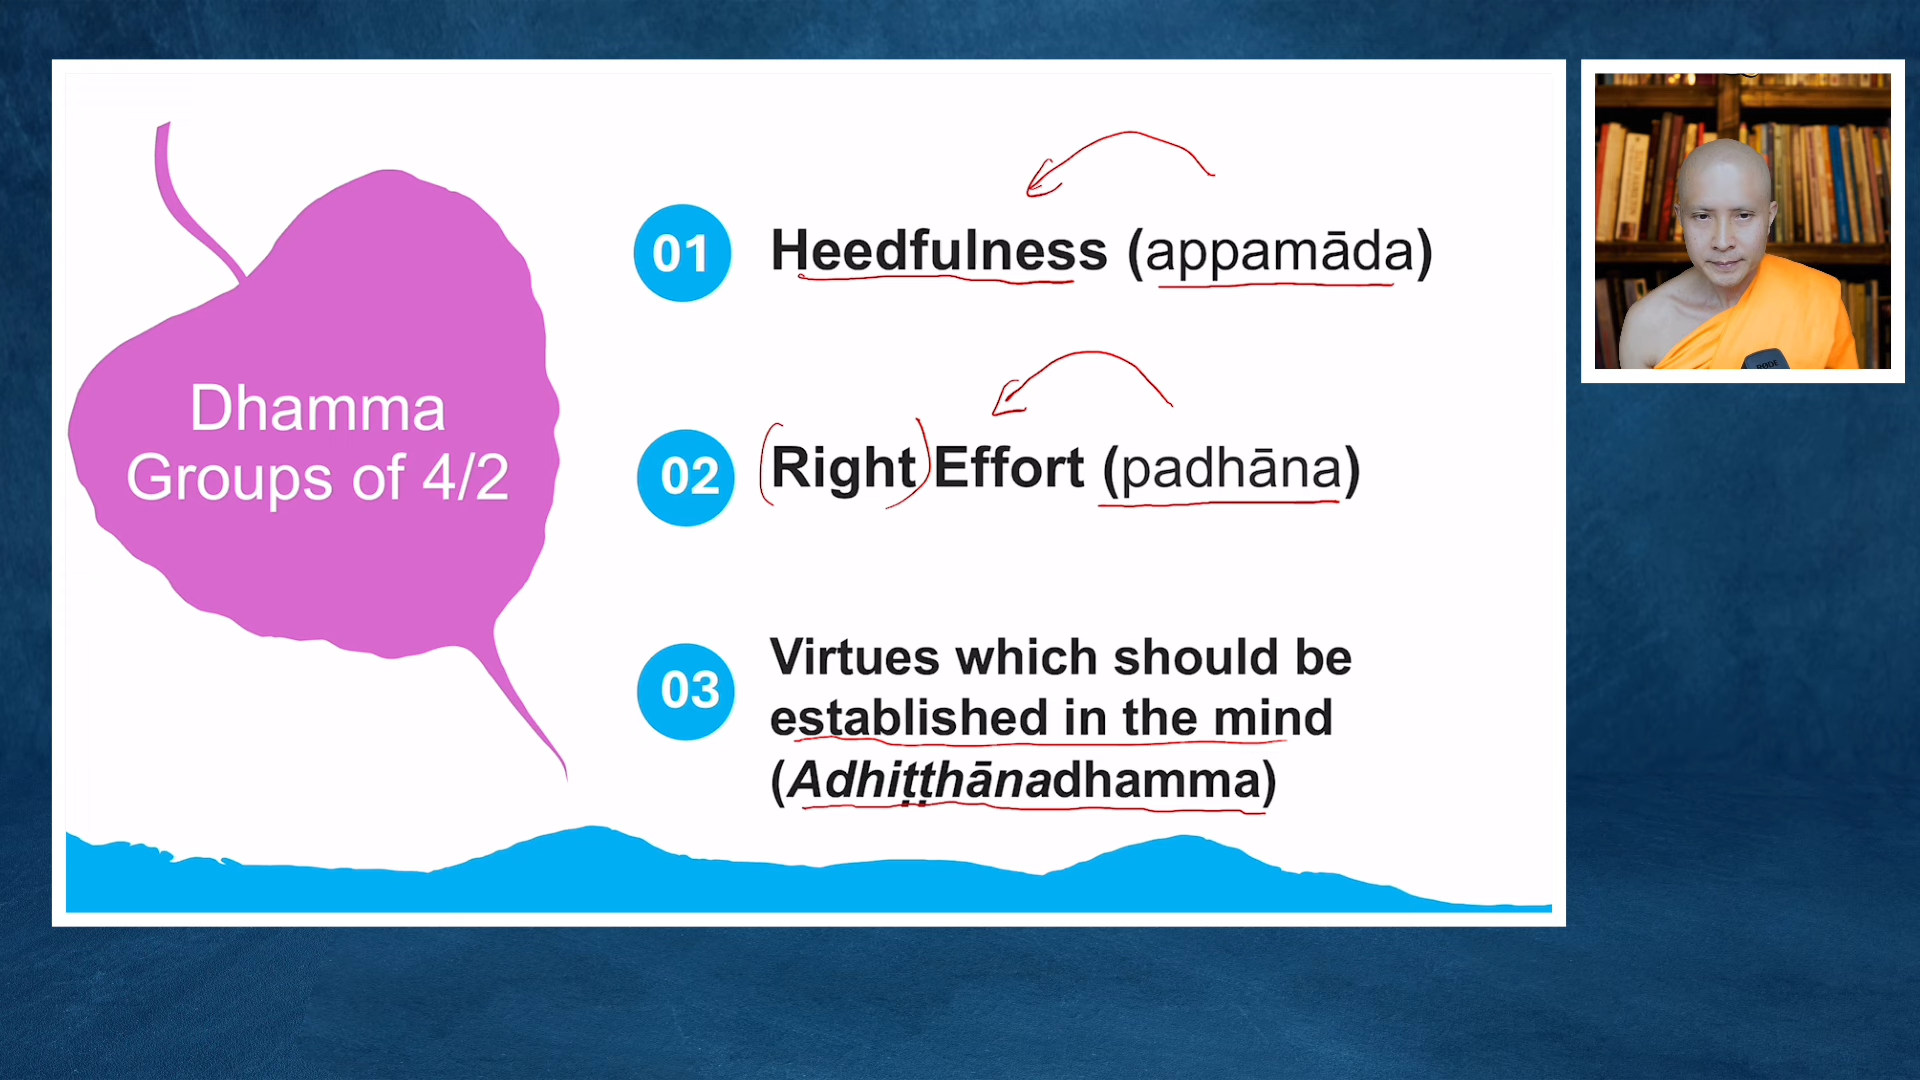 Dhamma
Groups of 4/2
01
Heedfulness (appamāda)
02
Right Effort (padhāna)
03
Virtues which should be
established in the mind
(Adhiṭṭhānadhamma)
RØDE